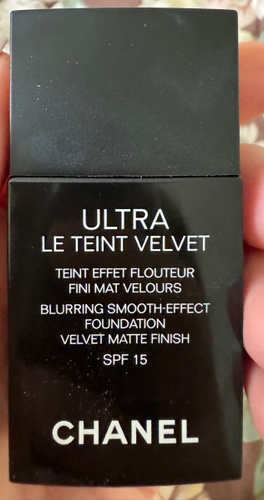 ULTRA
LE TEINT VELVET
TEINT EFFET FLOUTEUR
FINI MAT VELOURS
BLURRING SMOOTH-EFFECT
FOUNDATION
VELVET MATTE FINISH
SPF 15
CHANEL